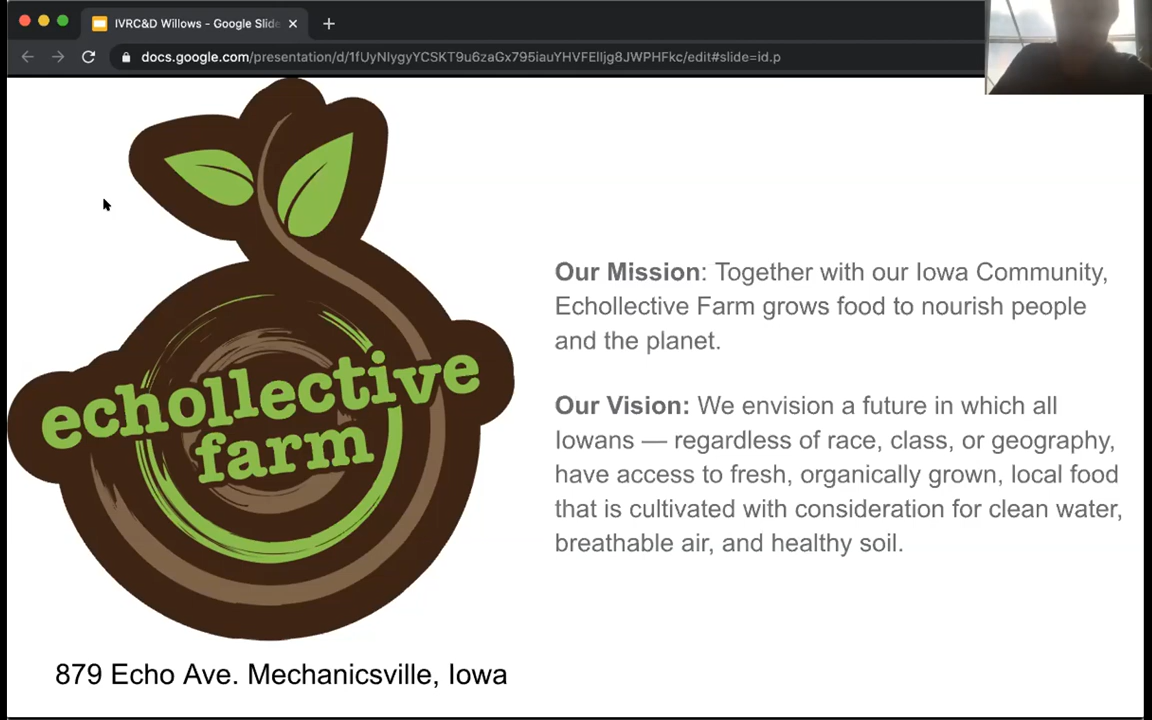 IVRC&D Willows - Google Slide
docs.google.com/presentation/d/1fUyNlygyYCSKT9u6zaGx795iauYHVFElljg8JWPHFkc/edit#slide=id.p
echollective
farm
Our Mission: Together with our Iowa Community,
Echollective Farm grows food to nourish people
and the planet.
Our Vision: We envision a future in which all
Iowans — regardless of race, class, or geography,
have access to fresh, organically grown, local food
that is cultivated with consideration for clean water,
breathable air, and healthy soil.
879 Echo Ave. Mechanicsville, Iowa